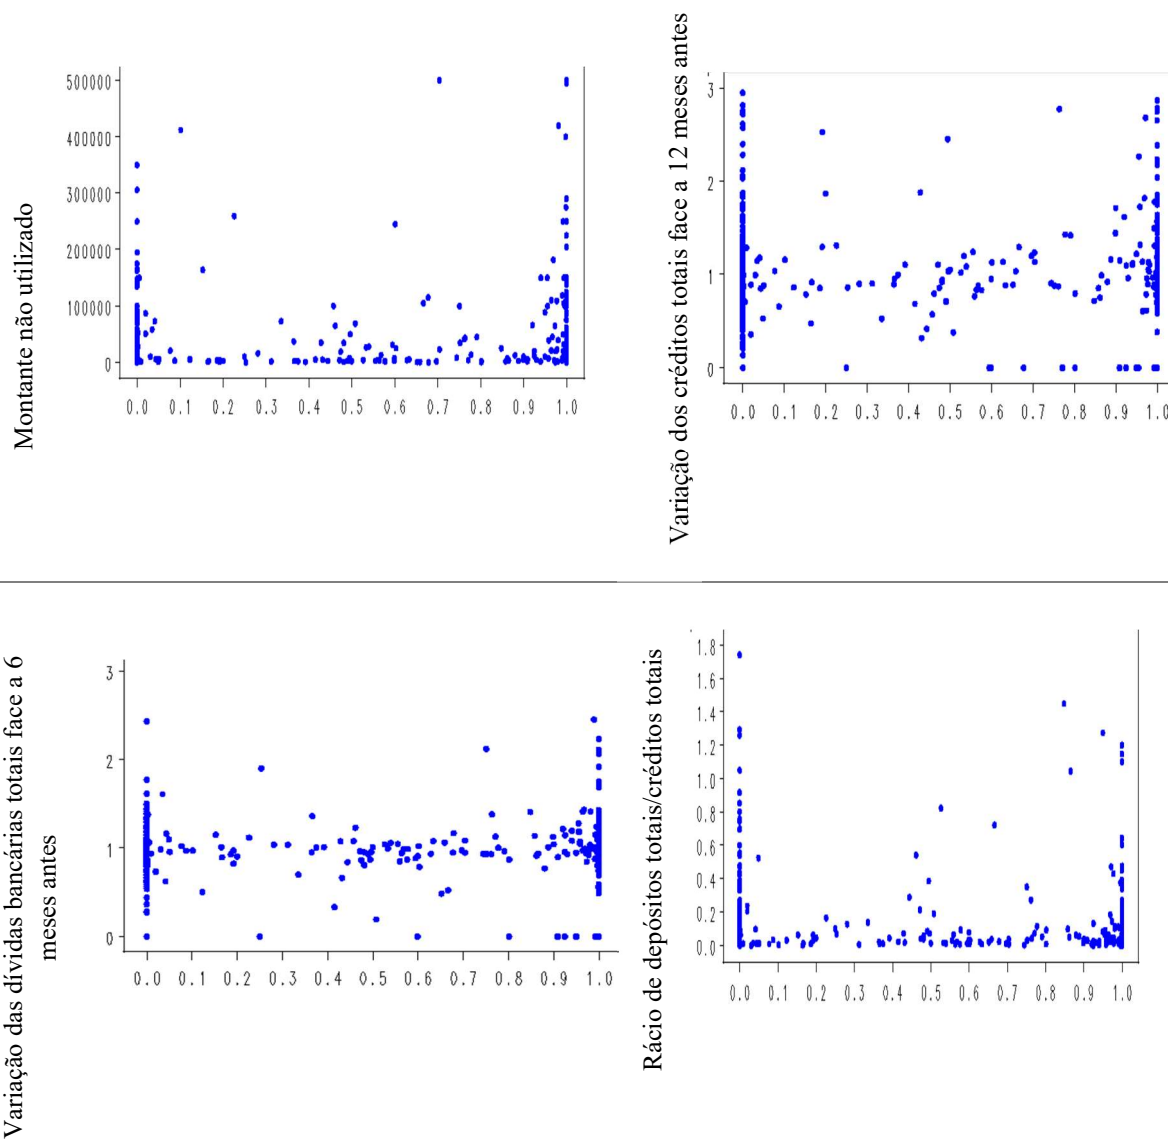 Montante não utilizado
500000
400000
300000
200000
100000
0
0.0 0.1 0.2 0.3 0.4 0.5 0.6 0.7 0.8 0.9 1.0
Variação dos créditos totais face a 12 meses antes
3
2
1
0
0.0 0.1 0.2 0.3 0.4 0.5 0.6 0.7 0.8 0.9 1.0
Variação das dívidas bancárias totais face a 6
meses antes
3
2
1
0
0.0 0.1 0.2 0.3 0.4 0.5 0.6 0.7 0.8 0.9 1.0
Rácio de depósitos totais/créditos totais
1.8
1.6
1.4
1.2
1.0
0.8
0.6
0.4
0.2
0.0
0.0 0.1 0.2 0.3 0.4 0.5 0.6 0.7 0.8 0.9 1.0